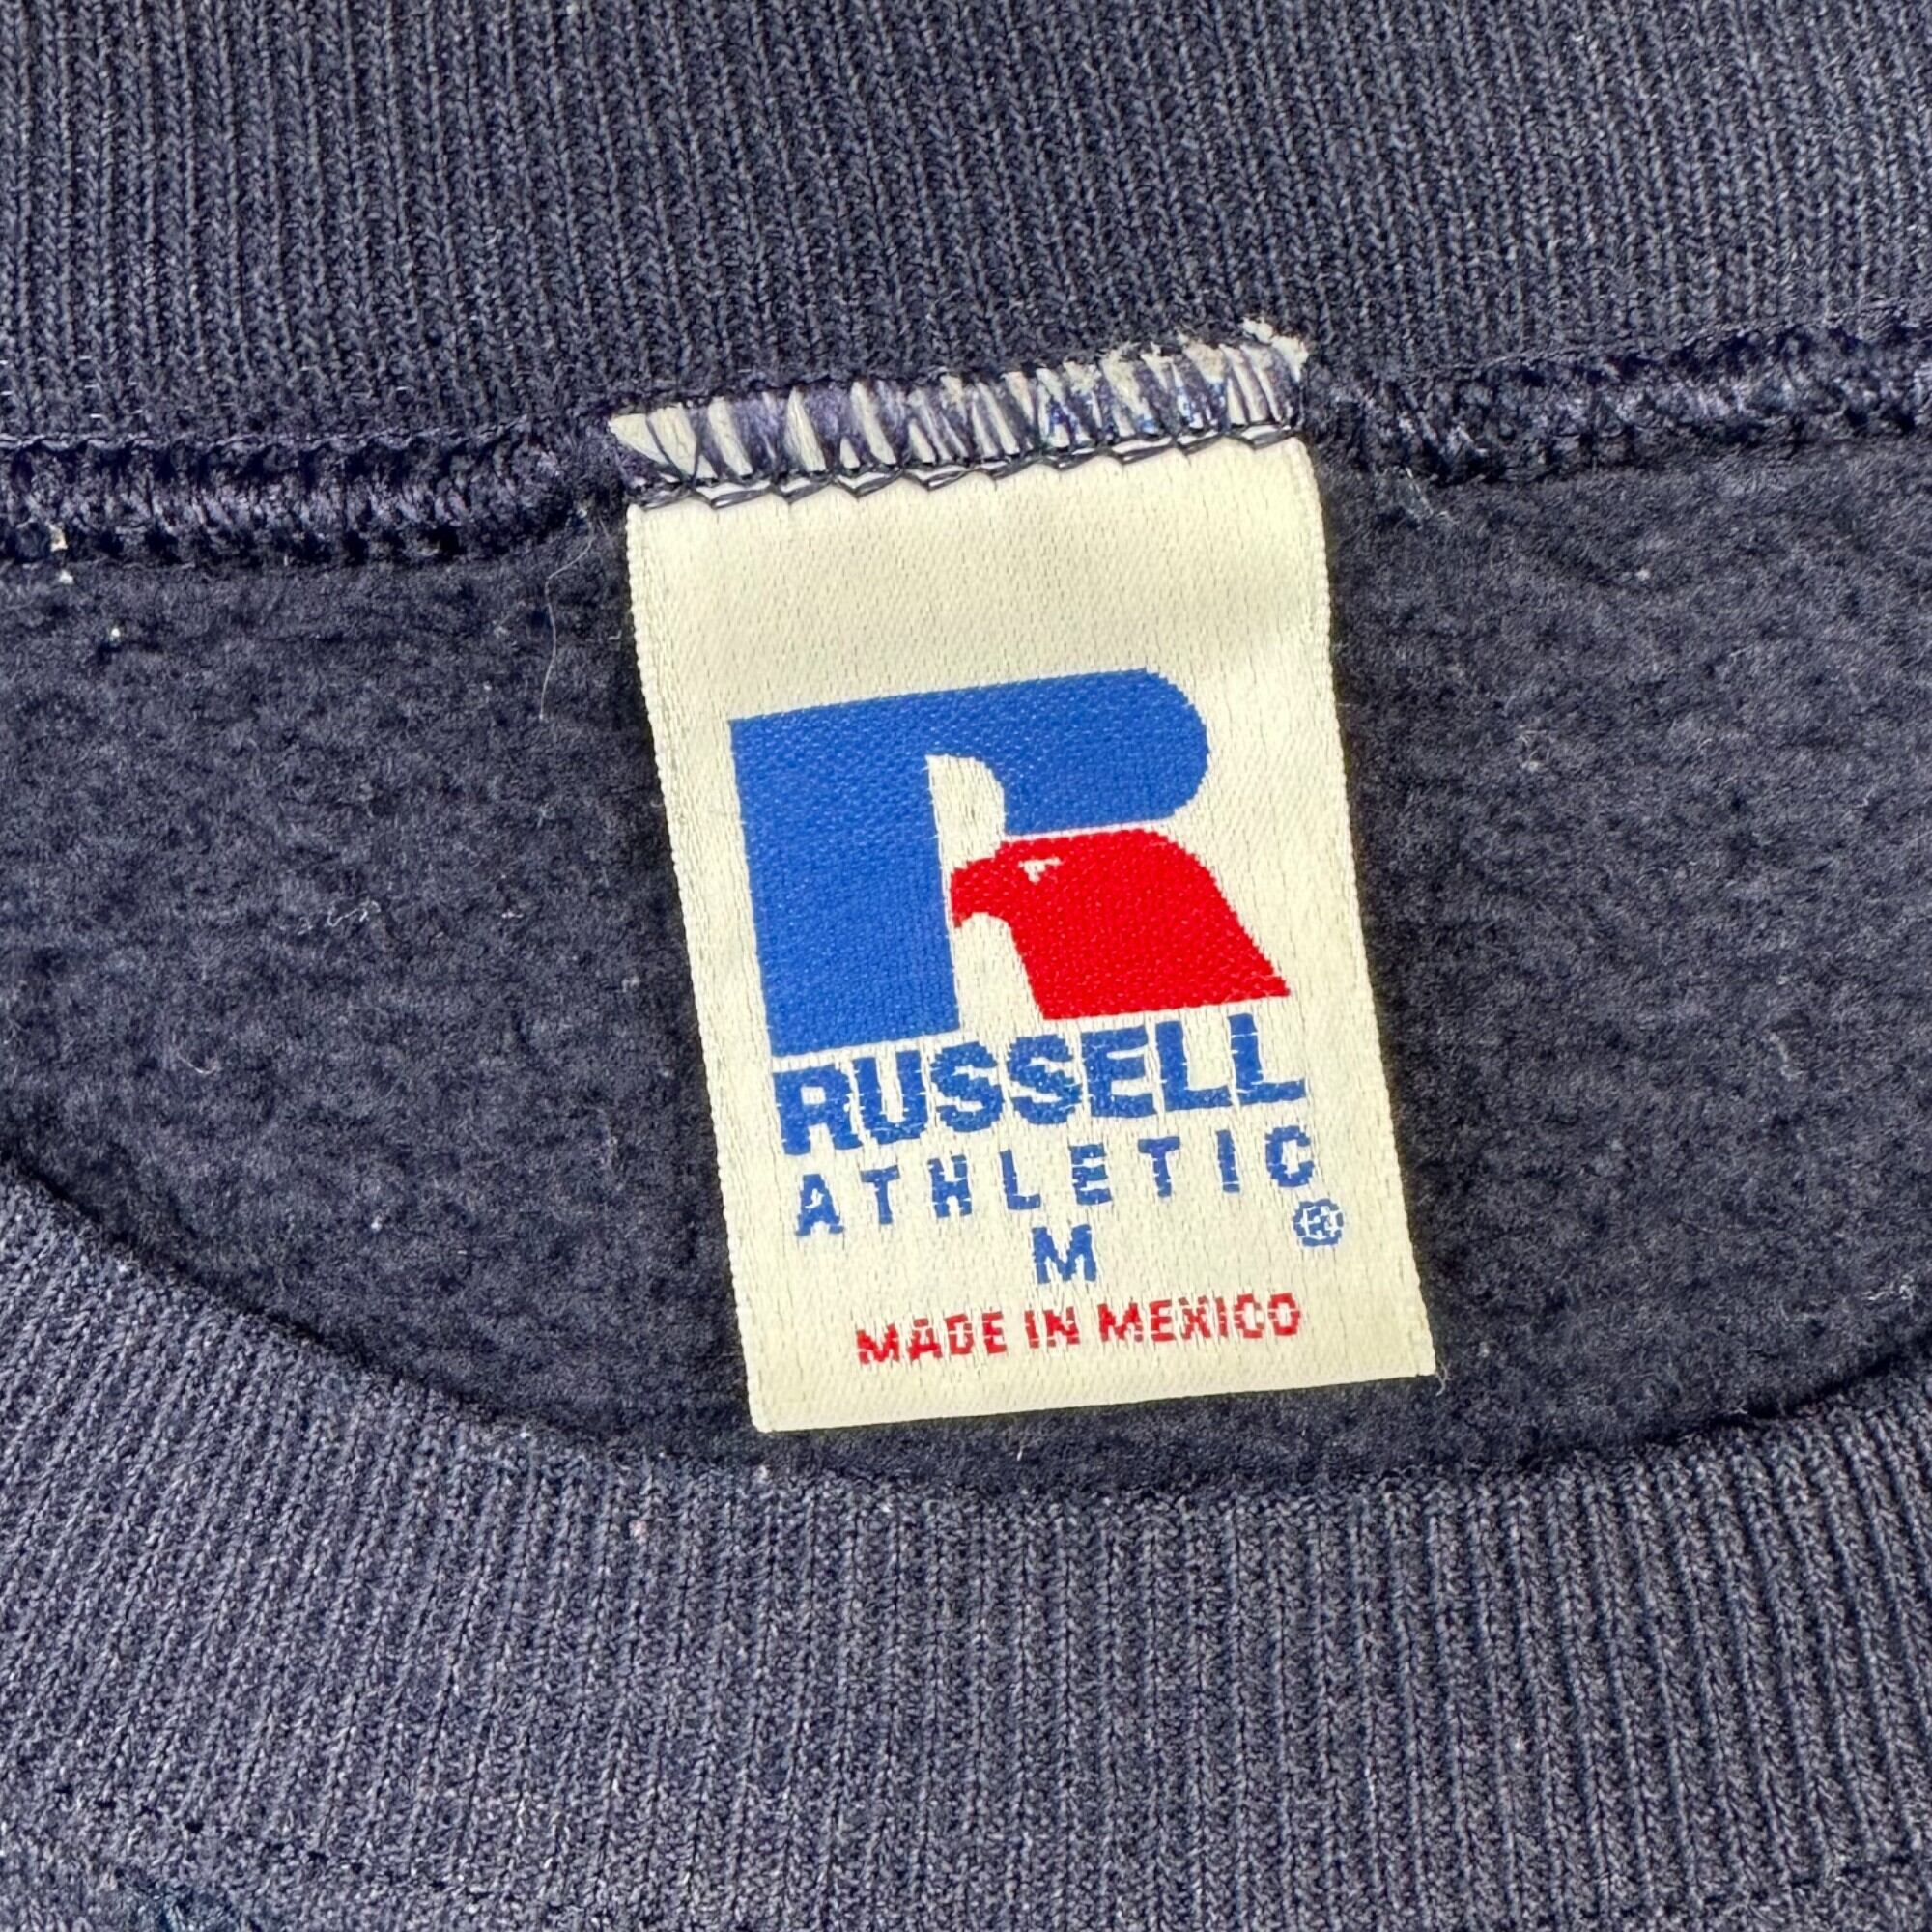 RUSSELL
ATHLETIC
®
M
MADE IN MEXICO